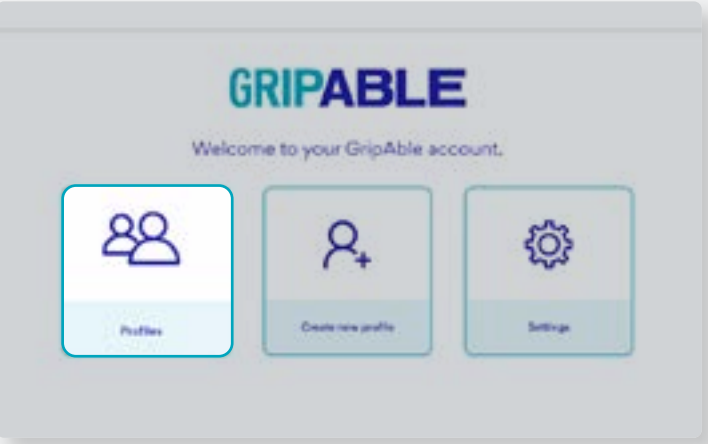 GRIPABLE
Welcome to your GripAble account.
Profiles
Create new profile
Settings